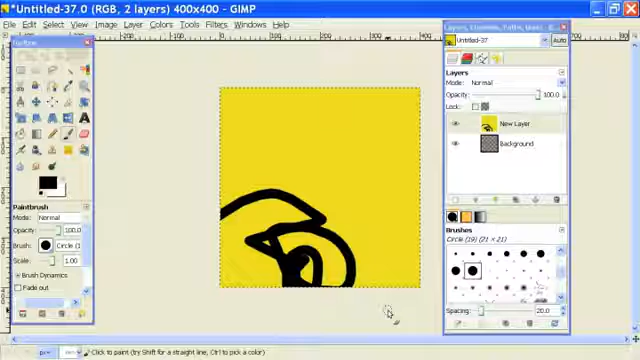 *Untitled-37.0 (RGB, 2 layers) 400x400 - GIMP
File Edit Select View Image Layer Colors Tools Filters Windows Help
Layers, Channels, Paths, Undo
Untitled-37
Auto
Layers
Mode: Normal
Opacity: 100.0
Lock:
New Layer
Background
Brushes
Circle (19) (21 × 21)
Spacing: 20.0
Toolbox
Paintbrush
Mode: Normal
Opacity: 100.0
Brush: Circle (1
Scale: 1.00
Brush Dynamics
Fade out
px
Click to paint (try Shift for a straight line, Ctrl to pick a color)